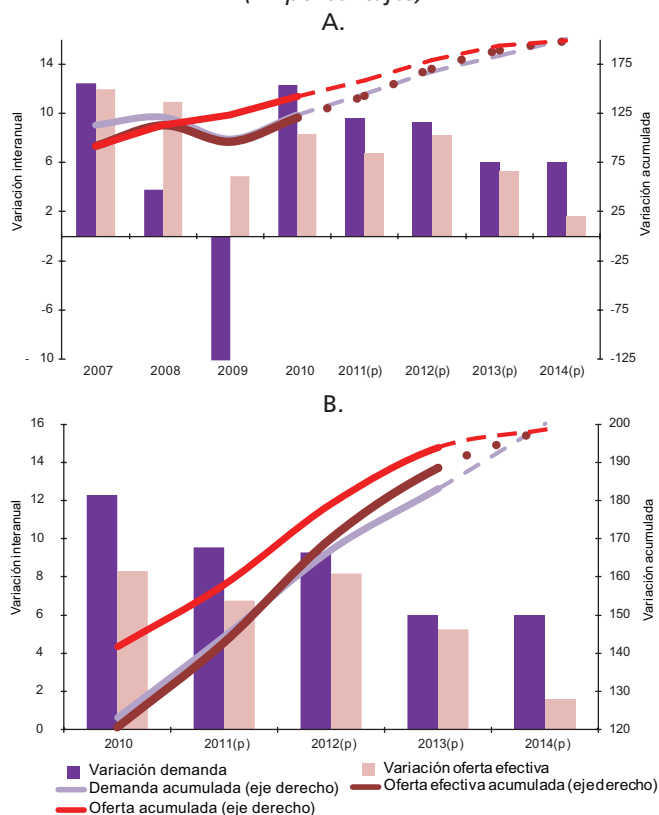 A.
Variación interanual
14
10
6
2
-2
-6
- 10
175
125
75
25
-25
-75
-125
Variación acumulada
2007 2008 2009 2010 2011(p) 2012(p) 2013(p) 2014(p)
B.
Variación interanual
16
14
12
10
8
6
4
2
0
200
190
180
170
160
150
140
130
120
Variación acumulada
2010 2011(p) 2012(p) 2013(p) 2014(p)
Variación demanda Variación oferta efectiva
Demanda acumulada (eje derecho) Oferta efectiva acumulada (ejederecho)
Oferta acumulada (eje derecho)